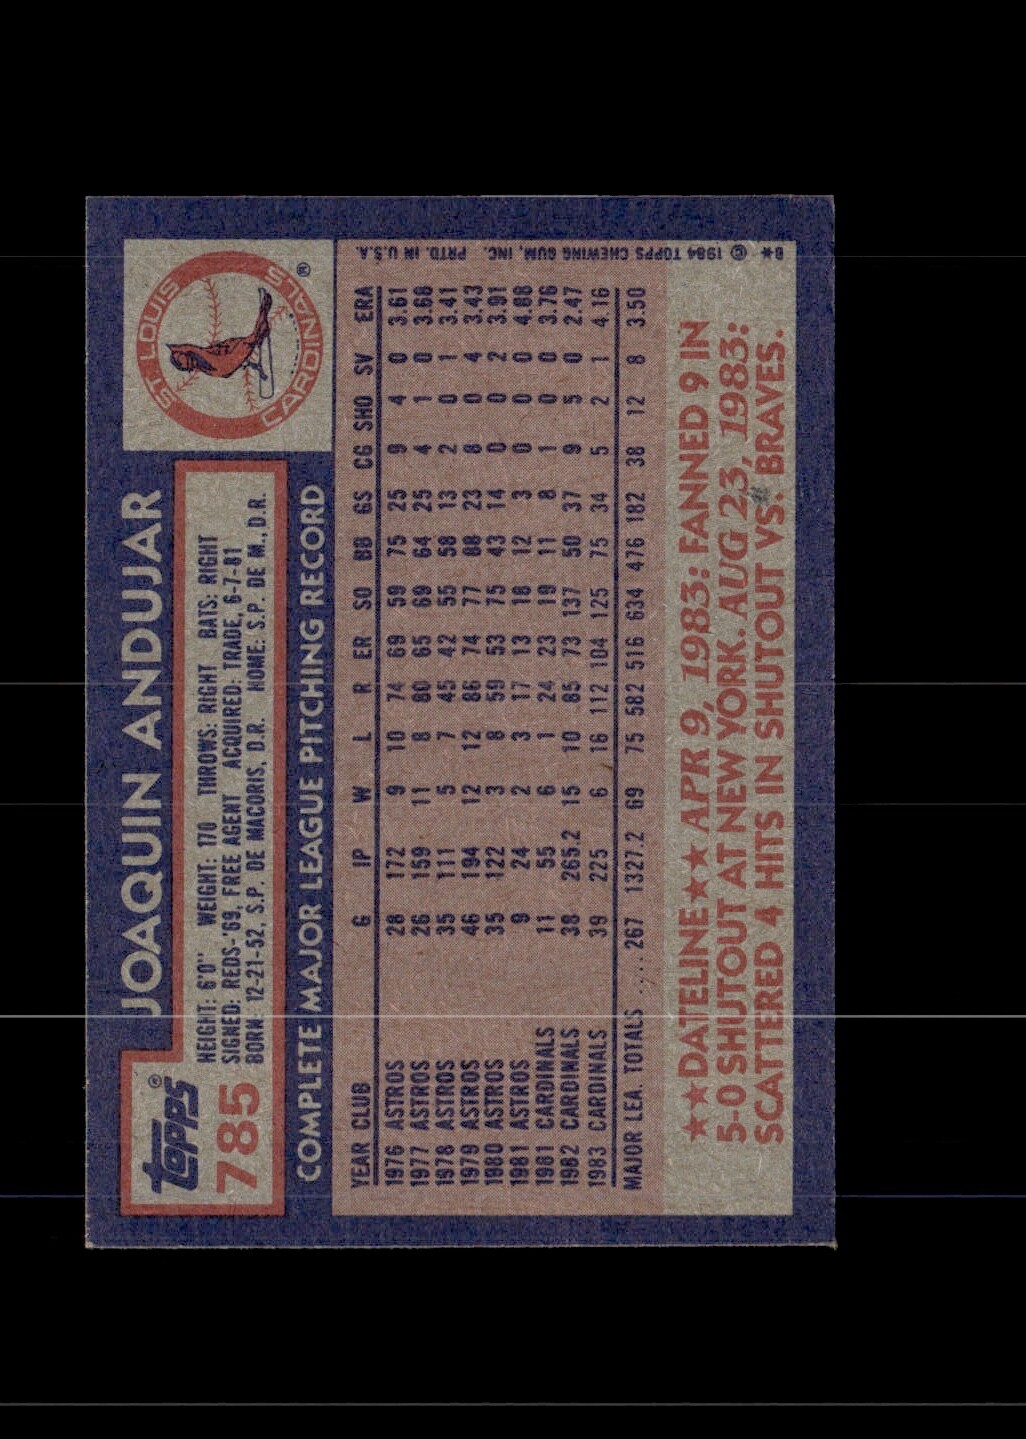 JOAQUIN ANDUJAR
Topps®
785
HEIGHT: 6'0" WEIGHT: 170 THROWS: RIGHT BATS: RIGHT
SIGNED: REDS-'69, FREE AGENT ACQUIRED: TRADE, 6-7-81
BORN: 12-21-52, S.P. DE MACORIS, D.R. HOME: S.P. DE M., D.R.
ST. LOUIS CARDINALS ®
COMPLETE MAJOR LEAGUE PITCHING RECORD
YEAR CLUB G IP W L R ER SO BB GS CG SHO SV ERA
1976 ASTROS 28 172 9 10 74 69 59 75 25 9 4 0 3.61
1977 ASTROS 26 159 11 8 80 65 69 64 25 4 1 0 3.68
1978 ASTROS 35 111 5 7 45 42 55 58 13 2 0 1 3.41
1979 ASTROS 46 194 12 12 86 74 77 88 23 8 0 4 3.43
1980 ASTROS 35 122 3 8 59 53 75 43 14 0 0 2 3.91
1981 ASTROS 9 24 2 3 17 13 18 12 3 0 0 0 4.88
1981 CARDINALS 11 55 6 1 24 23 19 11 8 1 0 0 3.76
1982 CARDINALS 38 265.2 15 10 85 73 137 50 37 9 5 0 2.47
1983 CARDINALS 39 225 6 16 112 104 125 75 34 5 2 1 4.16
MAJOR LEA. TOTALS .... 267 1327.2 69 75 582 516 634 476 182 38 12 8 3.50
★★DATELINE★★ APR 9, 1983: FANNED 9 IN
5-0 SHUTOUT AT NEW YORK. AUG 23, 1983:
SCATTERED 4 HITS IN SHUTOUT VS. BRAVES.
B★ © 1984 TOPPS CHEWING GUM, INC. PRTD. IN U.S.A.